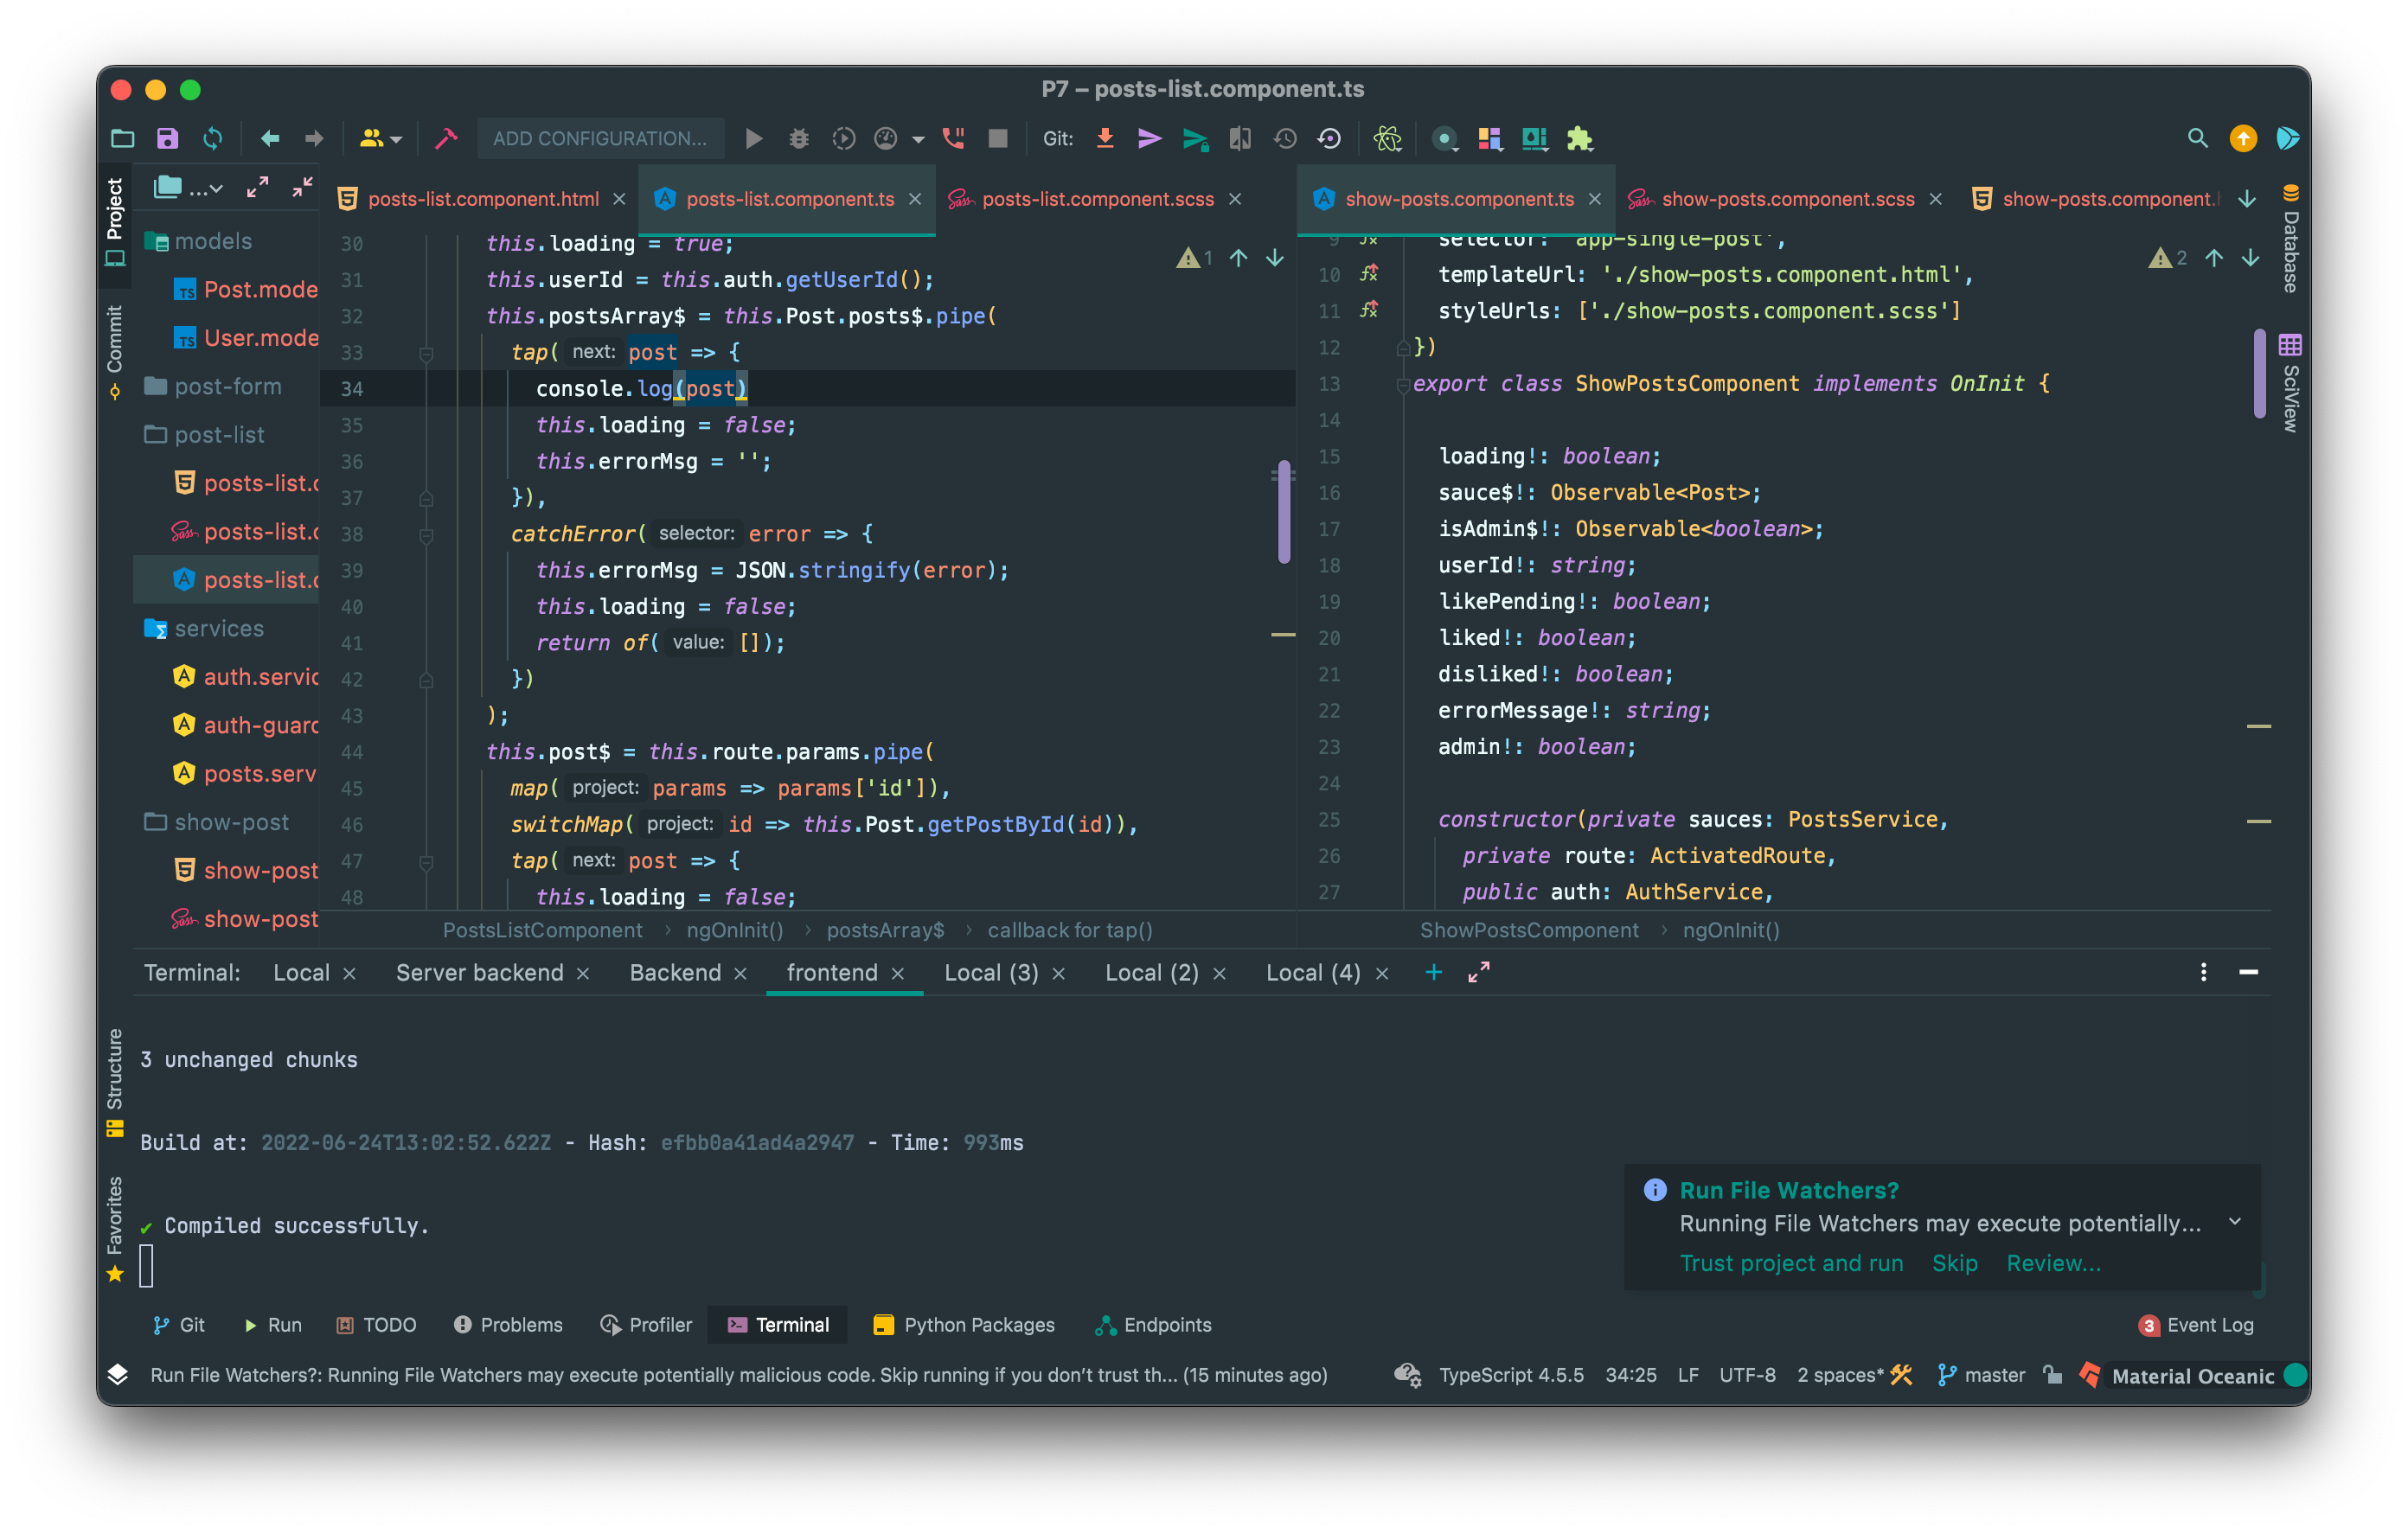 P7 – posts-list.component.ts
ADD CONFIGURATION...
Git:
Project
Commit
Structure
Favorites
...
models
Post.mode
User.mode
post-form
post-list
posts-list.c
posts-list.c
posts-list.c
services
auth.servic
auth-guard
posts.serv
show-post
show-post
show-post
posts-list.component.html
posts-list.component.ts
posts-list.component.scss
1
30 this.loading = true;
31 this.userId = this.auth.getUserId();
32 this.postsArray$ = this.Post.posts$.pipe(
33 tap( next: post => {
34 console.log(post)
35 this.loading = false;
36 this.errorMsg = '';
37 }),
38 catchError( selector: error => {
39 this.errorMsg = JSON.stringify(error);
40 this.loading = false;
41 return of( value: []);
42 })
43 );
44 this.post$ = this.route.params.pipe(
45 map( project: params => params['id']),
46 switchMap( project: id => this.Post.getPostById(id)),
47 tap( next: post => {
48 this.loading = false;
PostsListComponent › ngOnInit() › postsArray$ › callback for tap()
show-posts.component.ts
show-posts.component.scss
show-posts.component.
2
9 selector: 'app-single-post',
10 templateUrl: './show-posts.component.html',
11 styleUrls: ['./show-posts.component.scss']
12 })
13 export class ShowPostsComponent implements OnInit {
14
15 loading!: boolean;
16 sauce$!: Observable<Post>;
17 isAdmin$!: Observable<boolean>;
18 userId!: string;
19 likePending!: boolean;
20 liked!: boolean;
21 disliked!: boolean;
22 errorMessage!: string;
23 admin!: boolean;
24
25 constructor(private sauces: PostsService,
26 private route: ActivatedRoute,
27 public auth: AuthService,
ShowPostsComponent › ngOnInit()
Database
SciView
Terminal: Local Server backend Backend frontend Local (3) Local (2) Local (4)
3 unchanged chunks
Build at: 2022-06-24T13:02:52.622Z - Hash: efbb0a41ad4a2947 - Time: 993ms
✔ Compiled successfully.
Run File Watchers?
Running File Watchers may execute potentially...
Trust project and run Skip Review...
Git Run TODO Problems Profiler Terminal Python Packages Endpoints
3 Event Log
Run File Watchers?: Running File Watchers may execute potentially malicious code. Skip running if you don't trust th... (15 minutes ago)
TypeScript 4.5.5 34:25 LF UTF-8 2 spaces* master Material Oceanic